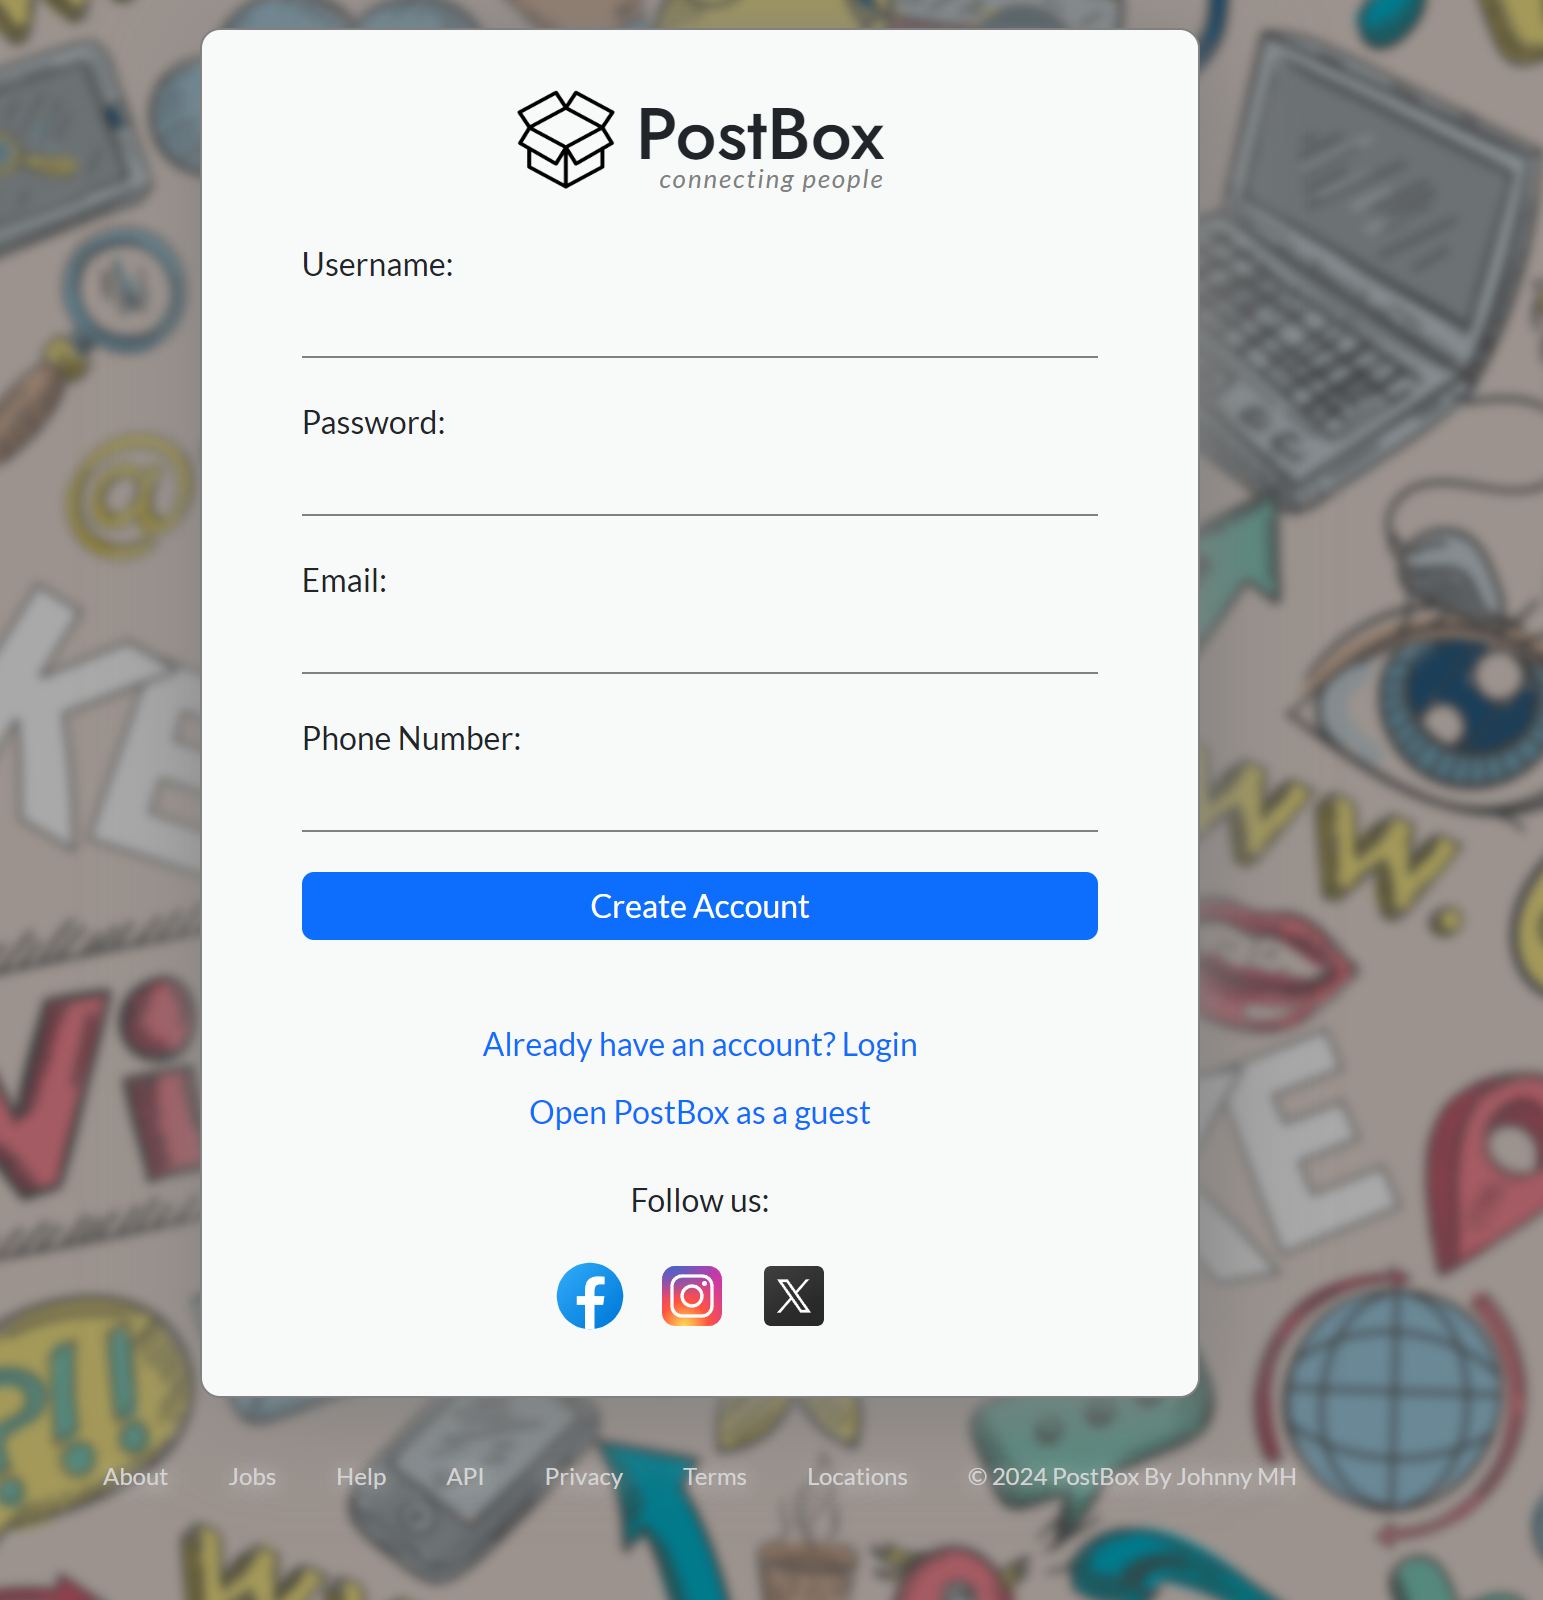 PostBox
connecting people
Username:
Password:
Email:
Phone Number:
Create Account
Already have an account? Login
Open PostBox as a guest
Follow us:
About Jobs Help API Privacy Terms Locations © 2024 PostBox By Johnny MH
@
WW.
?!!